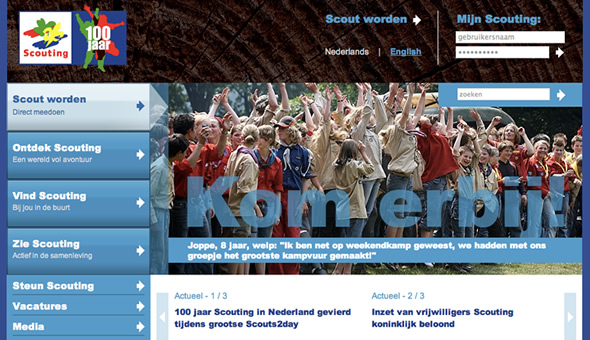 Scouting
100
jaar
Scout worden
Nederlands | English
Mijn Scouting:
gebruikersnaam
••••••••••
zoeken
Scout worden
Direct meedoen
Ontdek Scouting
Een wereld vol avontuur
Vind Scouting
Bij jou in de buurt
Zie Scouting
Actief in de samenleving
Steun Scouting
Vacatures
Media
Kom erbij!
Joppe, 8 jaar, welp: "Ik ben net op weekendkamp geweest, we hadden met ons
groepje het grootste kampvuur gemaakt!"
Actueel - 1 / 3
100 jaar Scouting in Nederland gevierd
tijdens grootse Scouts2day
Actueel - 2 / 3
Inzet van vrijwilligers Scouting
koninklijk beloond